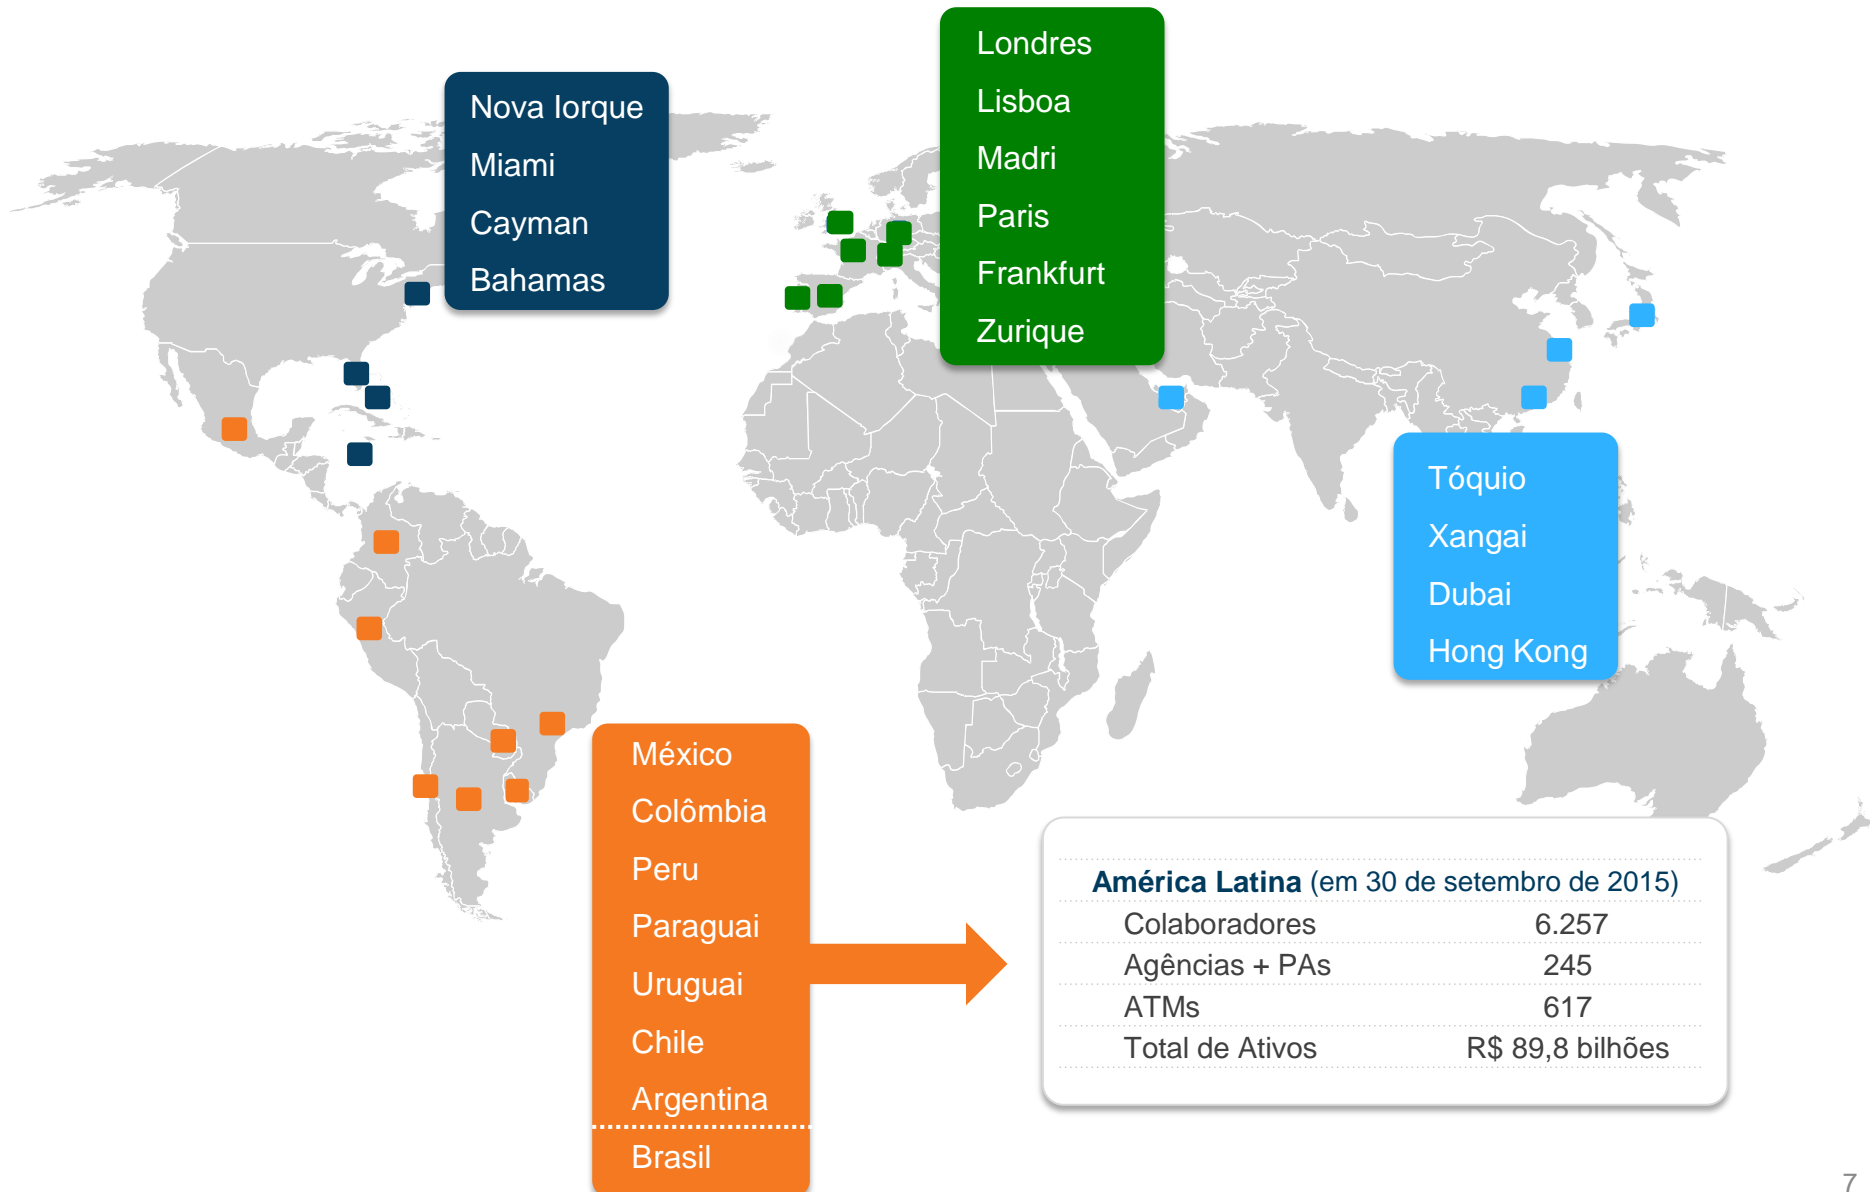 Nova Iorque
Miami
Cayman
Bahamas
Londres
Lisboa
Madri
Paris
Frankfurt
Zurique
Tóquio
Xangai
Dubai
Hong Kong
México
Colômbia
Peru
Paraguai
Uruguai
Chile
Argentina
Brasil
América Latina (em 30 de setembro de 2015)
Colaboradores 6.257
Agências + PAs 245
ATMs 617
Total de Ativos R$ 89,8 bilhões
7